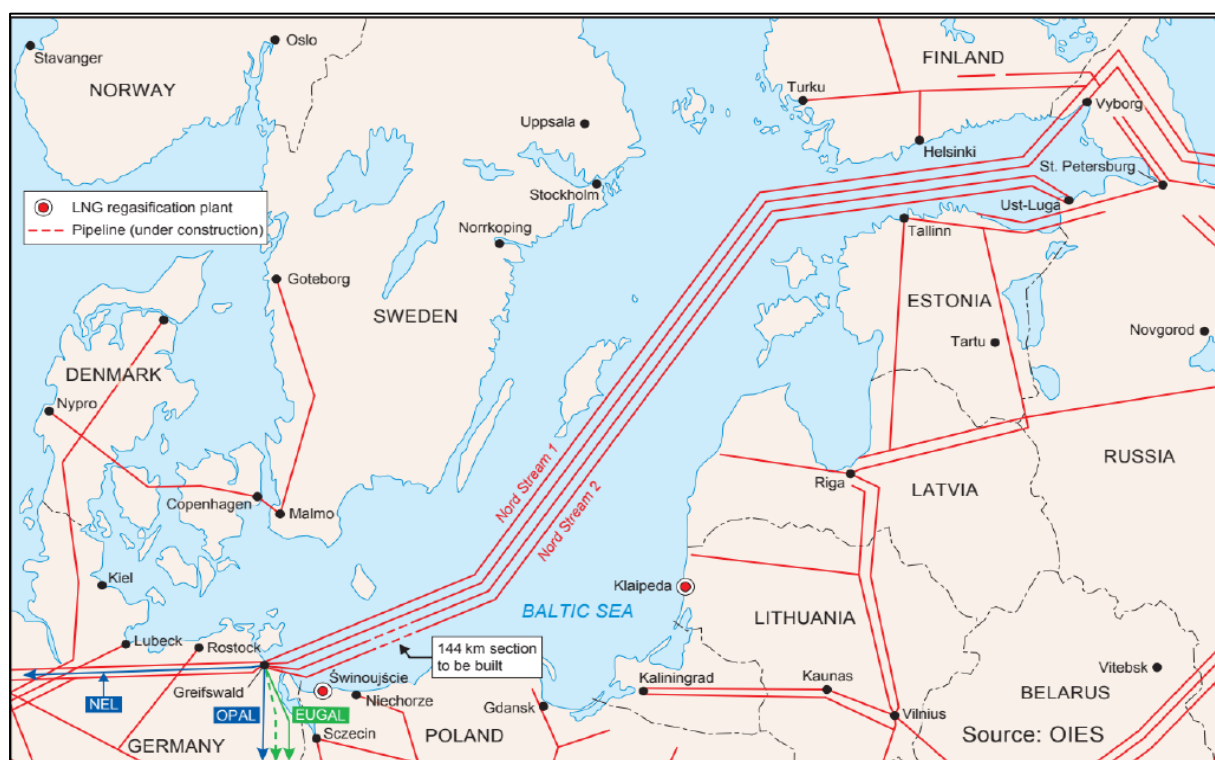 Oslo
Stavanger
NORWAY
FINLAND
Turku
Vyborg
Uppsala
Helsinki
St. Petersburg
Stockholm
LNG regasification plant
Pipeline (under construction)
Ust-Luga
Tallinn
Norrkoping
Goteborg
ESTONIA
SWEDEN
Novgorod
Tartu
DENMARK
Nypro
RUSSIA
Nord Stream 1
Nord Stream 2
Riga
LATVIA
Copenhagen
Malmo
Kiel
Klaipeda
BALTIC SEA
LITHUANIA
Lubeck
Rostock
144 km section
to be built
Vitebsk
Świnoujście
Kaliningrad
Kaunas
Greifswald
Niechorze
BELARUS
NEL
OPAL
EUGAL
Gdansk
Vilnius
Sczecin
POLAND
Source: OIES
GERMANY